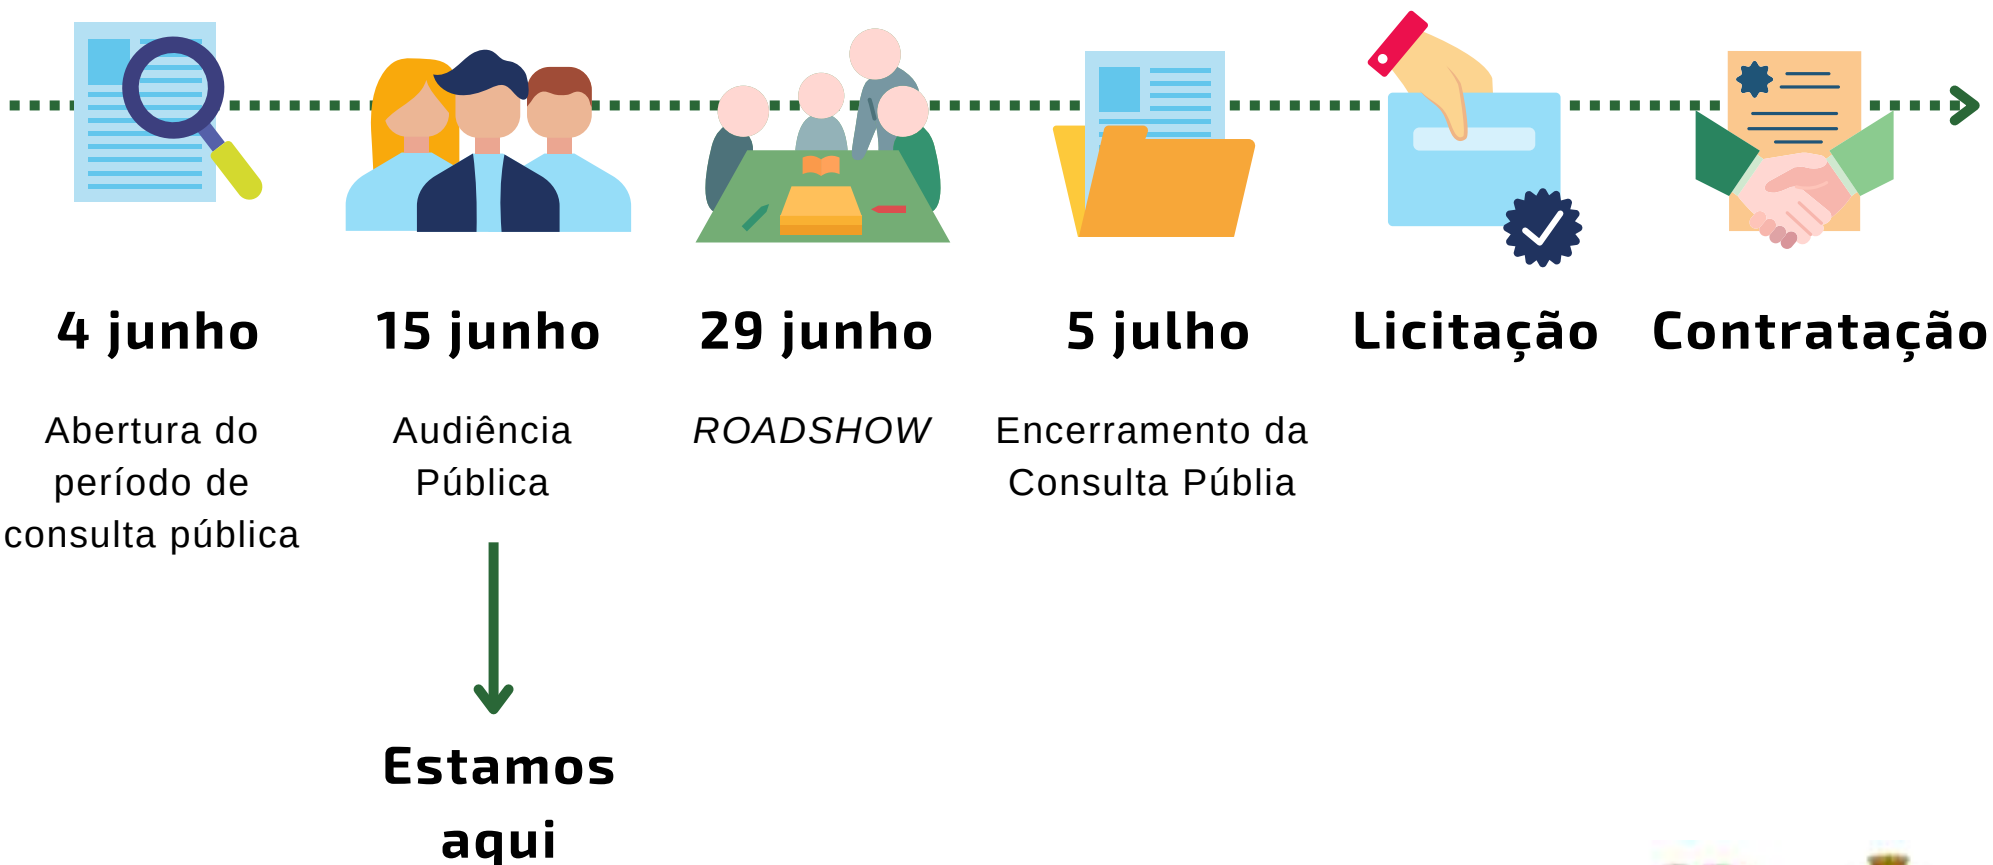 4 junho
15 junho
29 junho
5 julho
Licitação
Contratação
Abertura do
período de
consulta pública
Audiência
Pública
ROADSHOW
Encerramento da
Consulta Públia
Estamos
aqui